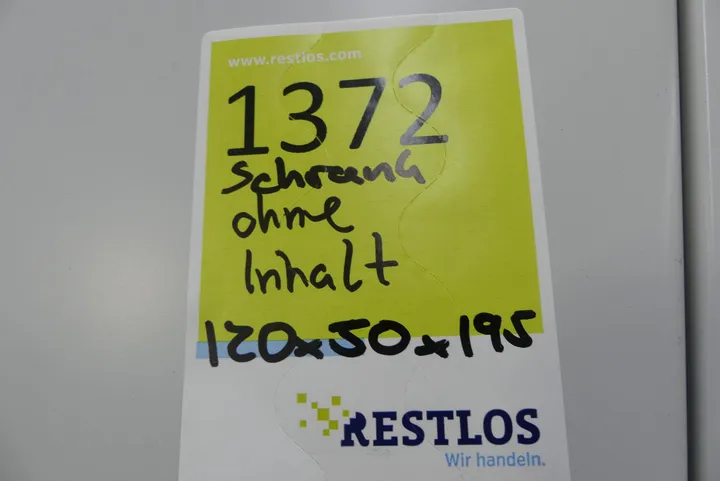 www.restlos.com
1372
Schrank
ohne
Inhalt
120x50x195
RESTLOS
Wir handeln.